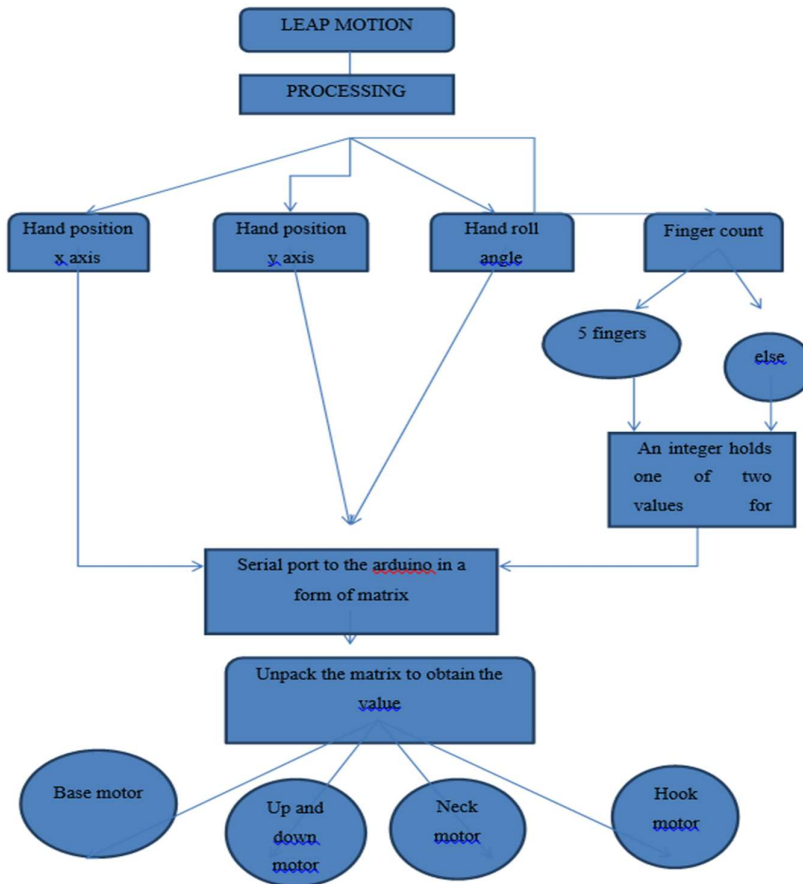 LEAP MOTION
PROCESSING
Hand position
x axis
Hand position
y axis
Hand roll
angle
Finger count
5 fingers
else
An integer holds
one of two
values for
Serial port to the arduino in a
form of matrix
Unpack the matrix to obtain the
value
Base motor
Up and
down
motor
Neck
motor
Hook
motor